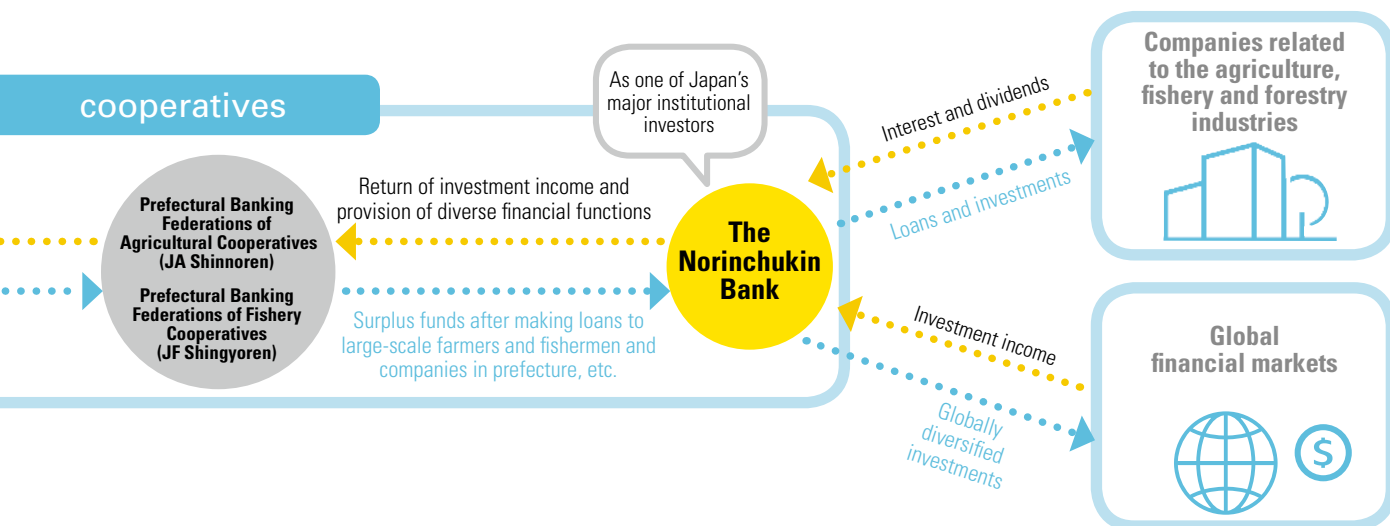 cooperatives
As one of Japan's
major institutional
investors
Prefectural Banking
Federations of
Agricultural Cooperatives
(JA Shinnoren)
Prefectural Banking
Federations of Fishery
Cooperatives
(JF Shingyoren)
Return of investment income and
provision of diverse financial functions
Surplus funds after making loans to
large-scale farmers and fishermen and
companies in prefecture, etc.
The
Norinchukin
Bank
Interest and dividends
Loans and investments
Companies related
to the agriculture,
fishery and forestry
industries
Investment income
Globally
diversified
investments
Global
financial markets
$